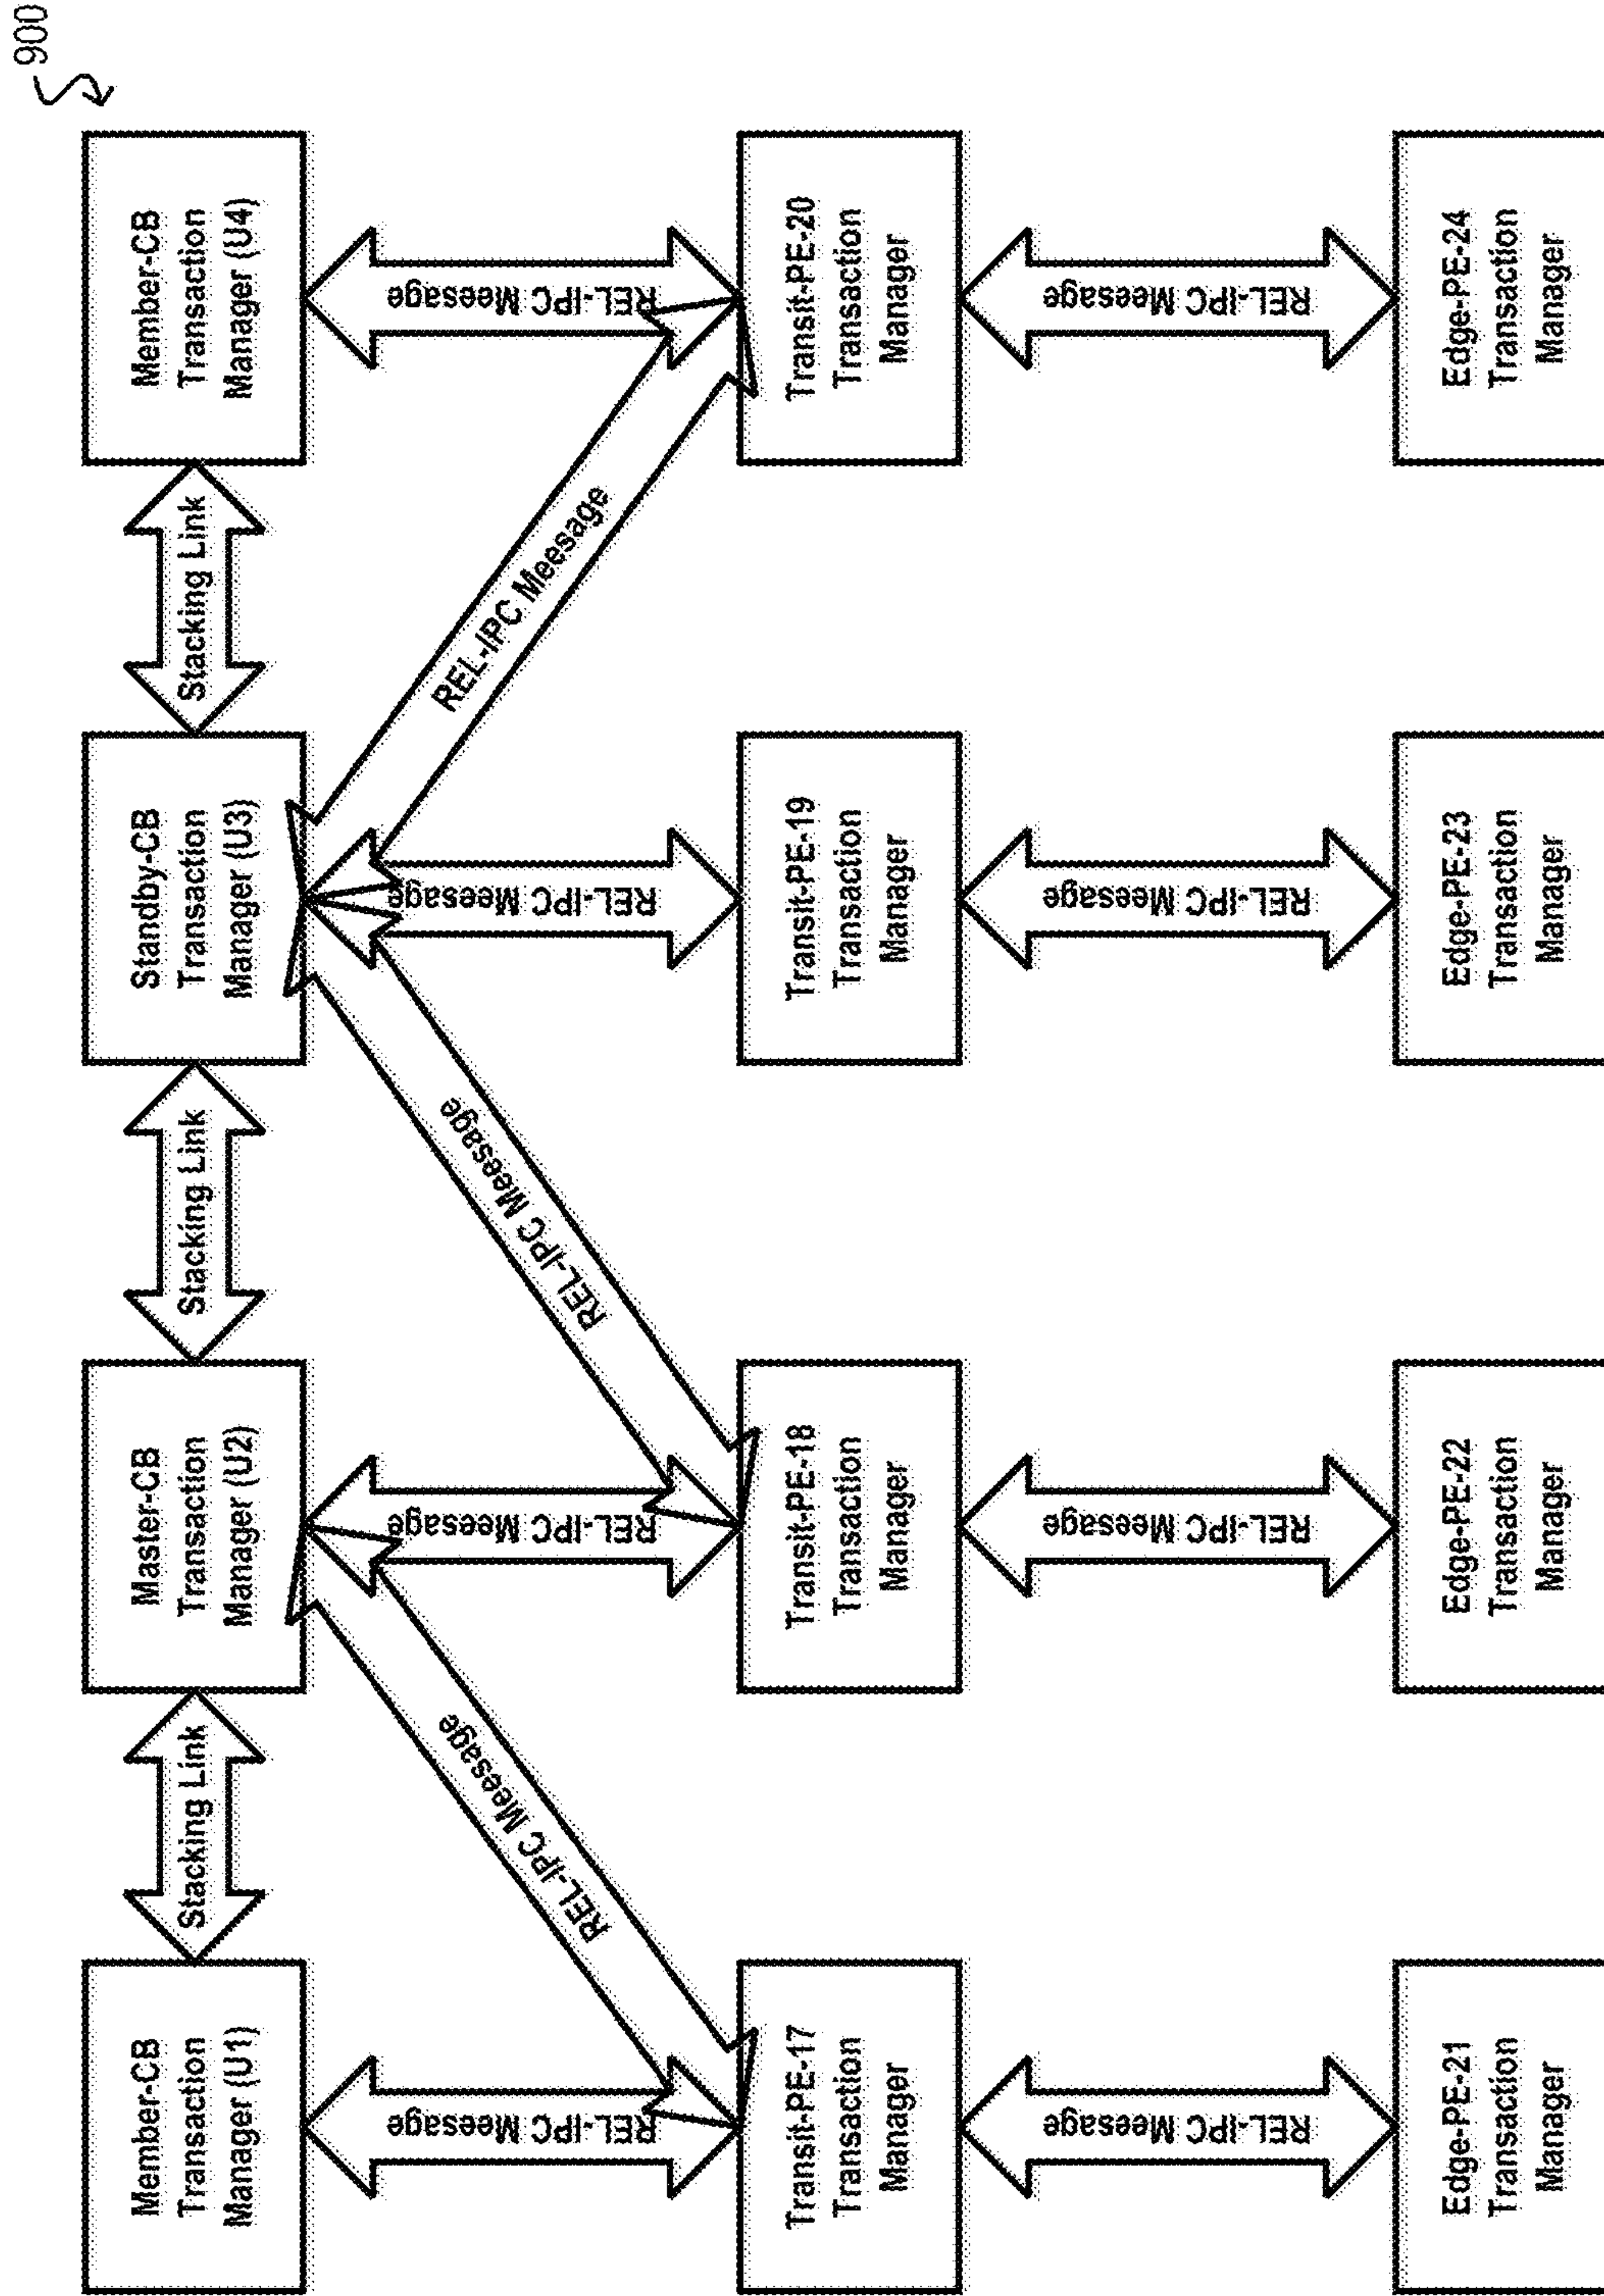 900
Member-CB
Transaction
Manager (U1)
Stacking Link
Master-CB
Transaction
Manager (U2)
Stacking Link
Standby-CB
Transaction
Manager (U3)
Stacking Link
Member-CB
Transaction
Manager (U4)
REL-IPC Meesage
REL-IPC Meesage
REL-IPC Meesage
REL-IPC Meesage
REL-IPC Meesage
REL-IPC Meesage
REL-IPC Meesage
Transit-PE-17
Transaction
Manager
Transit-PE-18
Transaction
Manager
Transit-PE-19
Transaction
Manager
Transit-PE-20
Transaction
Manager
REL-IPC Meesage
REL-IPC Meesage
REL-IPC Meesage
REL-IPC Meesage
Edge-PE-21
Transaction
Manager
Edge-PE-22
Transaction
Manager
Edge-PE-23
Transaction
Manager
Edge-PE-24
Transaction
Manager